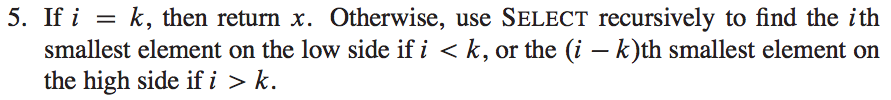 5. If i = k, then return x. Otherwise, use SELECT recursively to find the ith
smallest element on the low side if i < k, or the (i − k)th smallest element on
the high side if i > k.